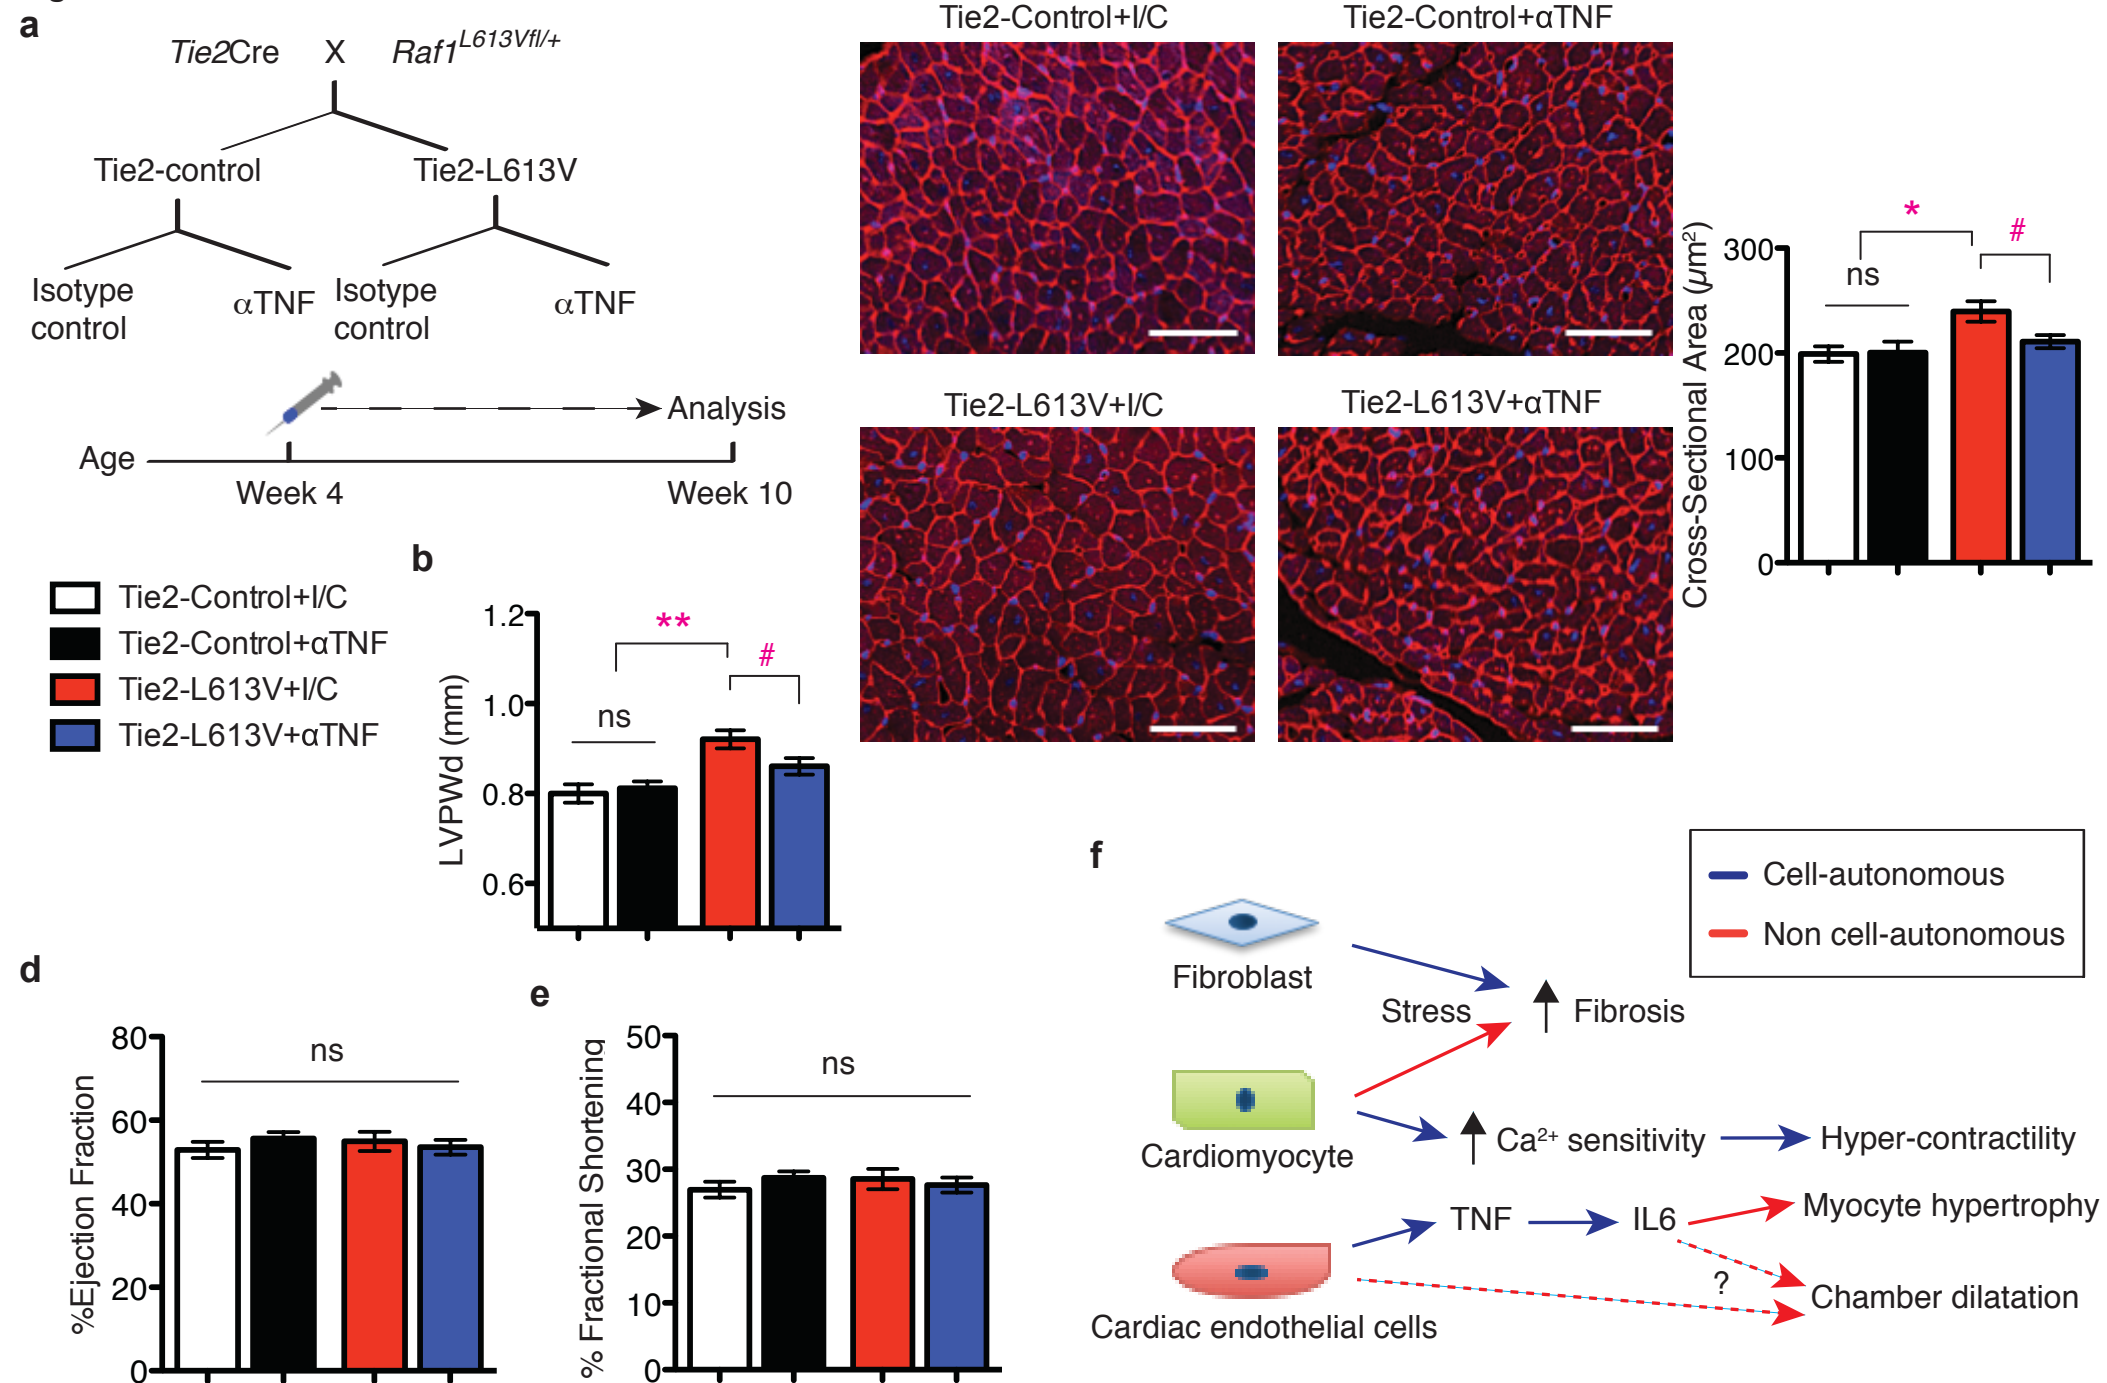 a
Tie2Cre X Raf1^L613Vfl/+
Tie2-control Tie2-L613V
Isotype control αTNF Isotype control αTNF
Analysis
Age
Week 4 Week 10
Tie2-Control+I/C
Tie2-Control+αTNF
Tie2-L613V+I/C
Tie2-L613V+αTNF
b
LVPWd (mm)
1.2
1.0
0.8
0.6
ns
**
#
Tie2-Control+I/C Tie2-Control+αTNF
Tie2-L613V+I/C Tie2-L613V+αTNF
Cross-Sectional Area (µm²)
300
200
100
0
ns
*
#
d
%Ejection Fraction
80
60
40
20
0
ns
e
% Fractional Shortening
50
40
30
20
10
0
ns
f
Cell-autonomous
Non cell-autonomous
Fibroblast
Stress
Fibrosis
Cardiomyocyte
Ca²⁺ sensitivity
Hyper-contractility
TNF
IL6
Myocyte hypertrophy
?
Chamber dilatation
Cardiac endothelial cells